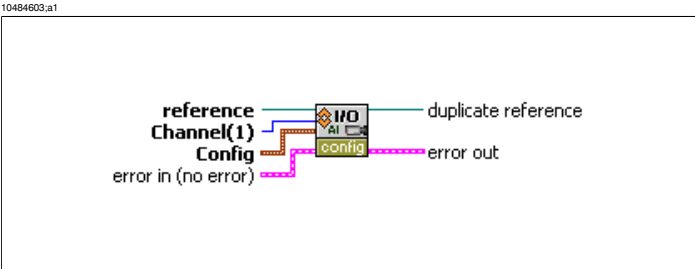 10484603;a1
reference
Channel(1)
Config
error in (no error)
I/O
AI
config
duplicate reference
error out